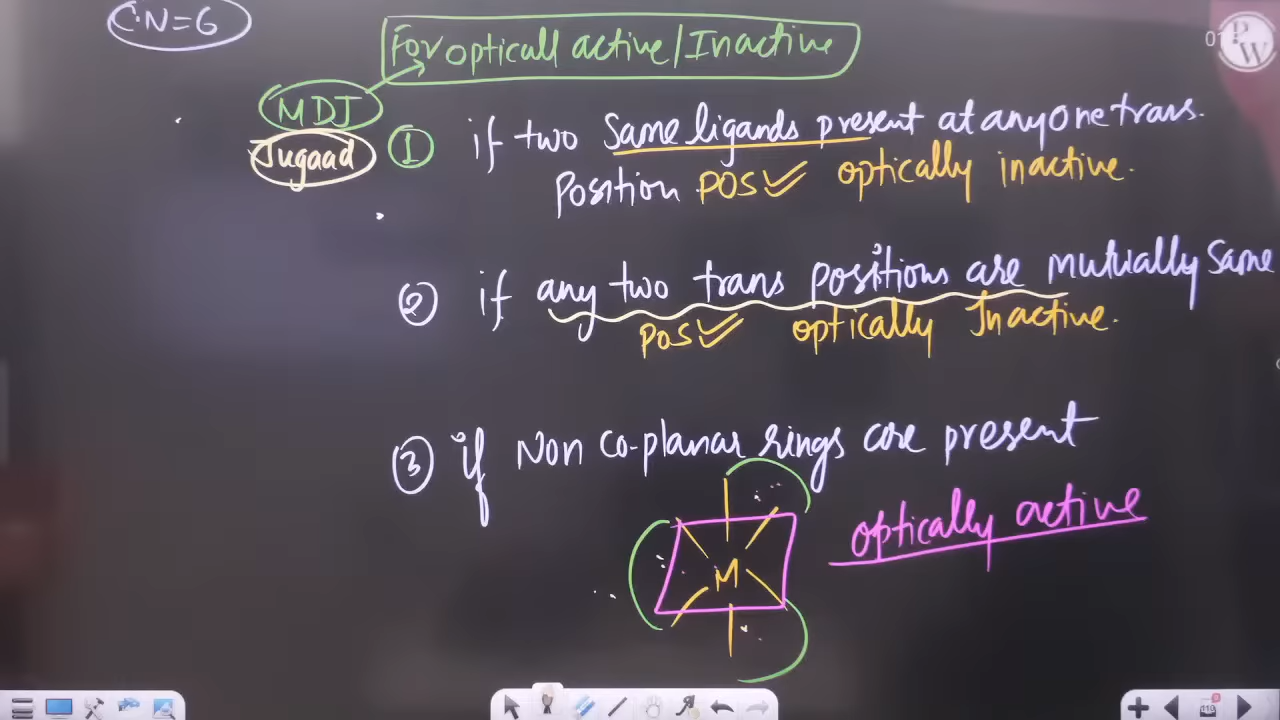 C.N=6
For opticall active/Inactive
MDJ
Jugaad
① if two same ligands present at any one trans.
Position POS optically inactive.
② if any two trans positions are mutually same
POS optically Inactive.
③ if Non co-planar rings are present
M
optically active
PW